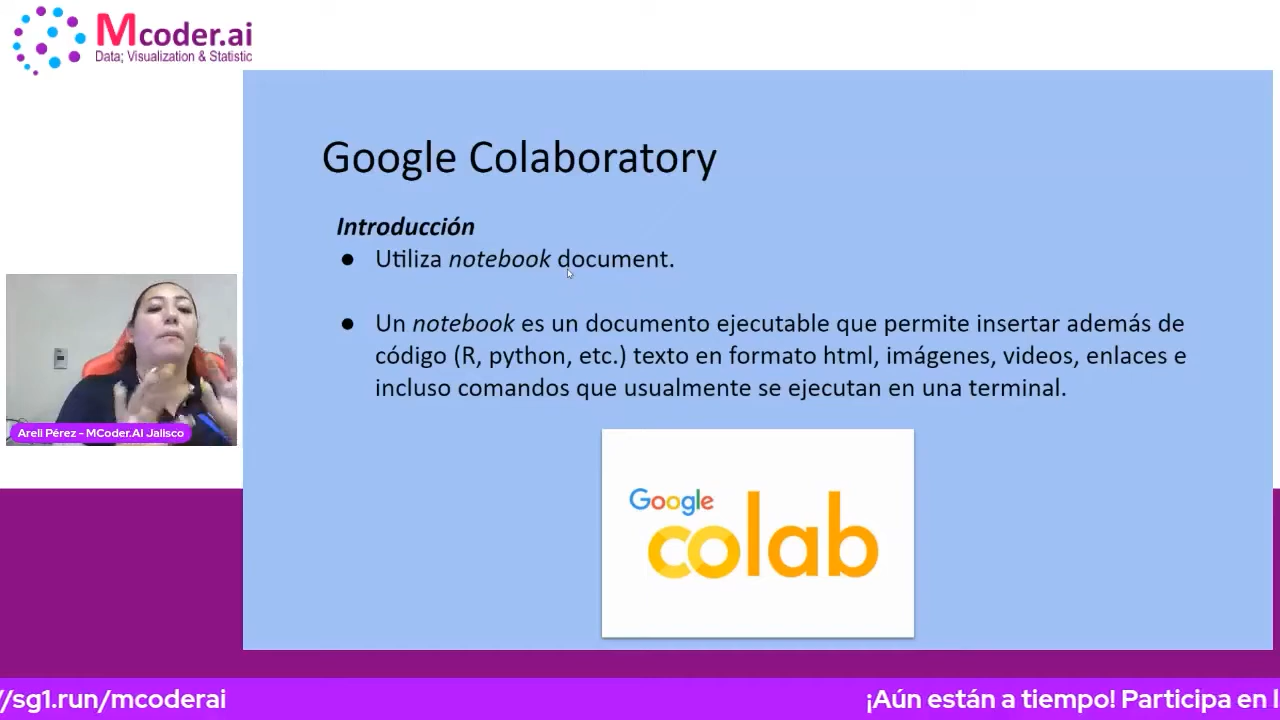 Mcoder.ai
Data; Visualization & Statistic
Google Colaboratory
Introducción
● Utiliza notebook document.
● Un notebook es un documento ejecutable que permite insertar además de
código (R, python, etc.) texto en formato html, imágenes, videos, enlaces e
incluso comandos que usualmente se ejecutan en una terminal.
Google
colab
Areli Pérez - MCoder.AI Jalisco
//sg1.run/mcoderai
¡Aún están a tiempo! Participa en l